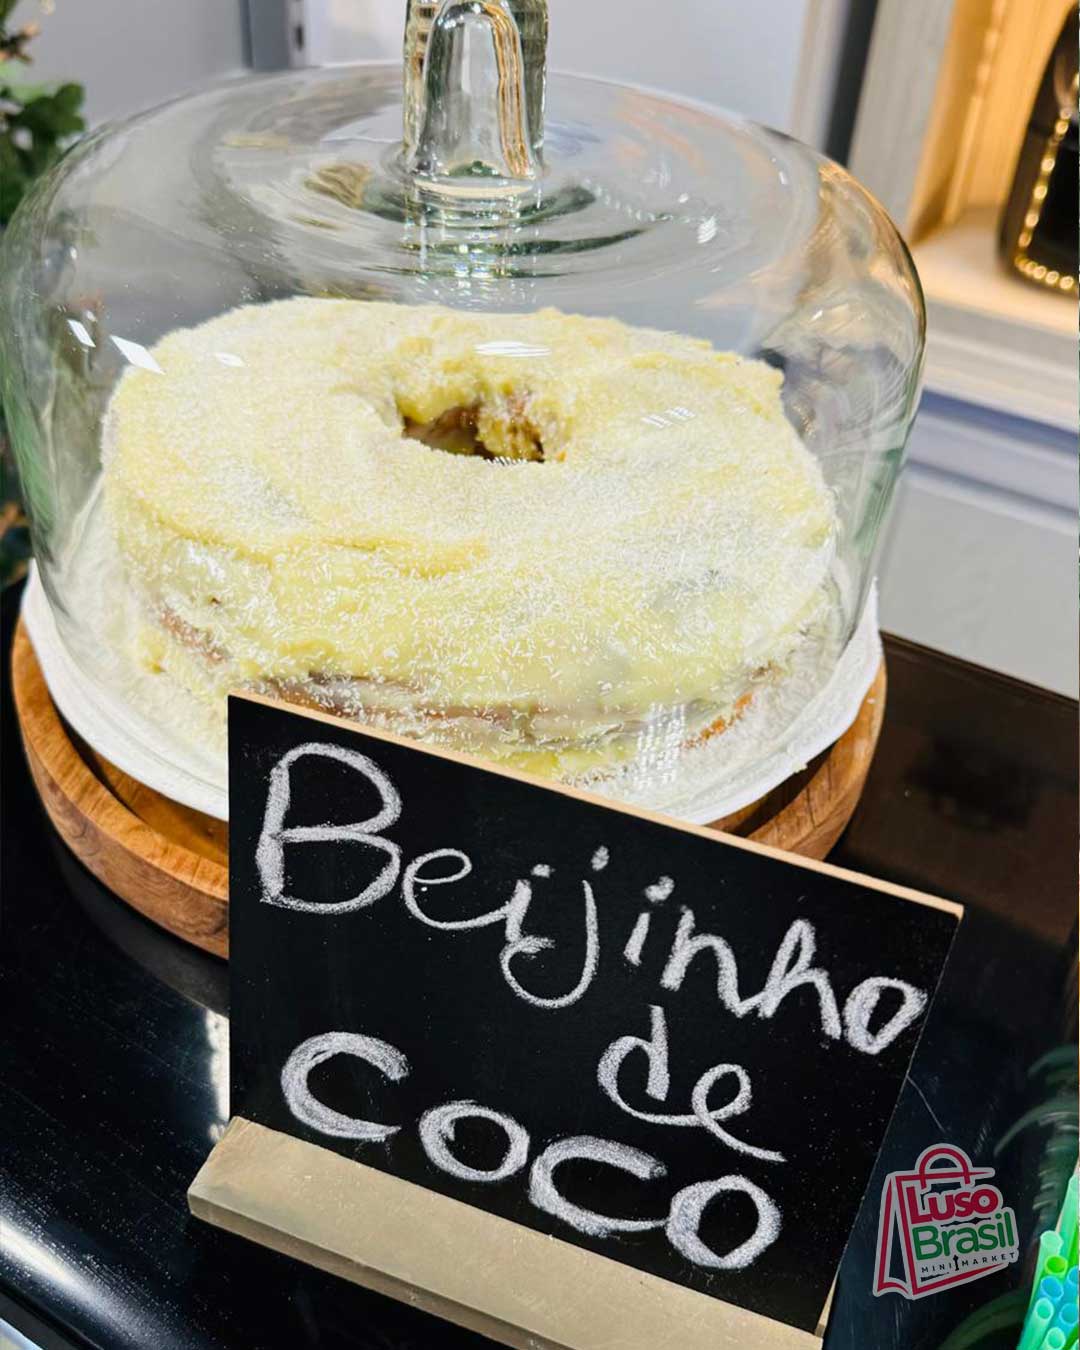 Beijinho
de
coco
Luso
Brasil
MINI MARKET